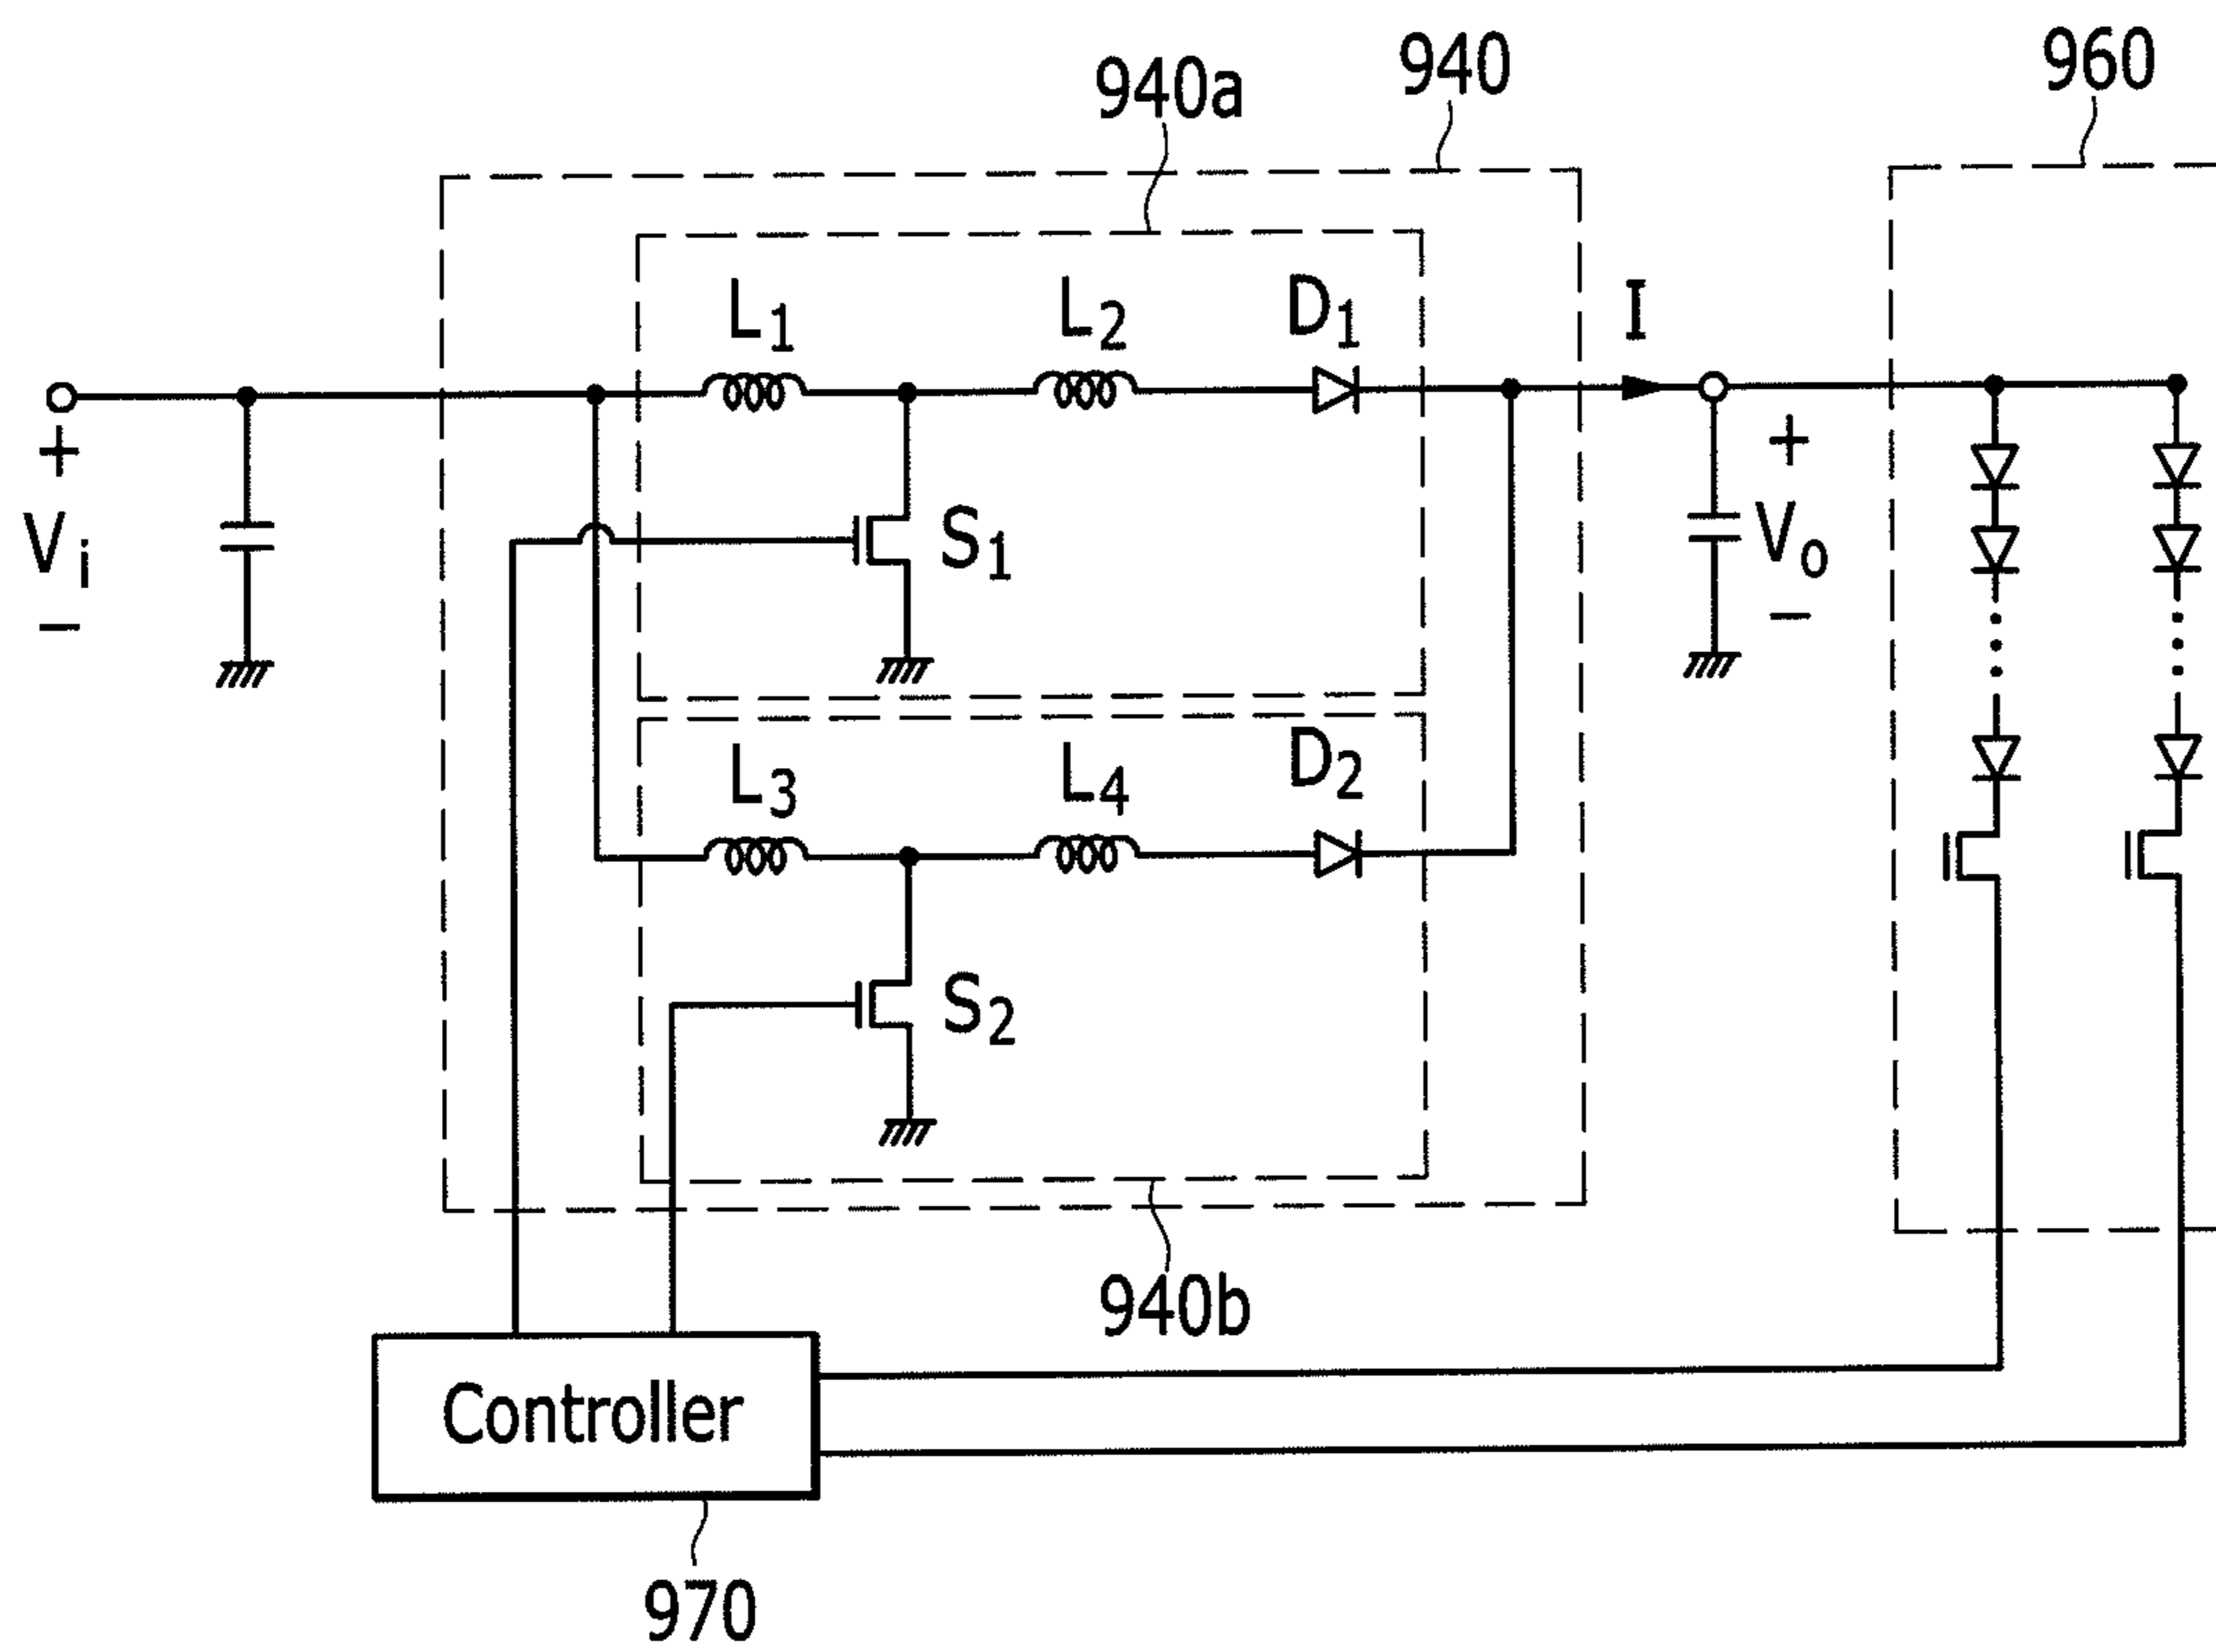 940a
940
960
L1
L2
D1
I
+
Vi
−
S1
+
Vo
−
L3
L4
D2
S2
940b
Controller
970